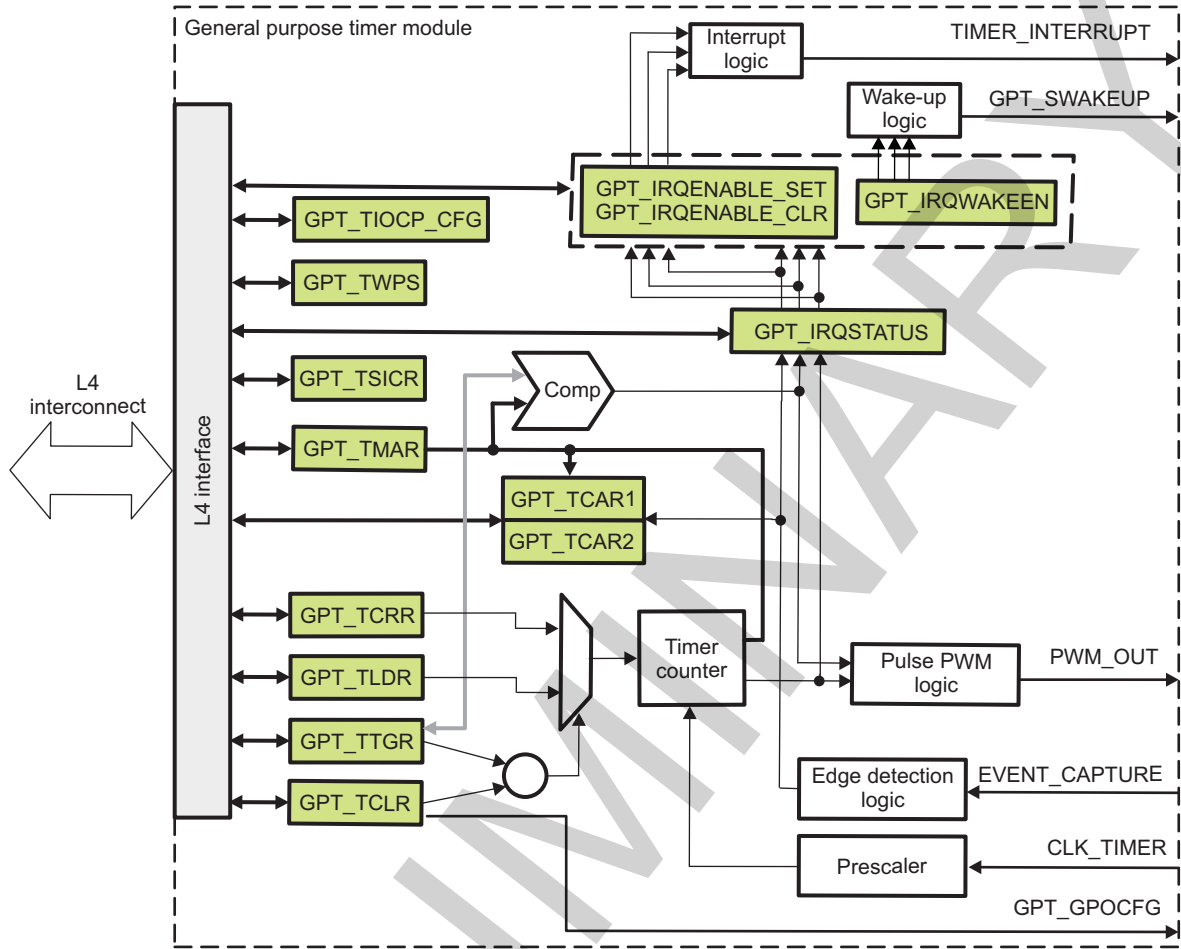 General purpose timer module
TIMER_INTERRUPT
Interrupt
logic
GPT_SWAKEUP
Wake-up
logic
GPT_IRQENABLE_SET
GPT_IRQENABLE_CLR
GPT_IRQWAKEEN
GPT_TIOCP_CFG
GPT_TWPS
GPT_IRQSTATUS
L4
interconnect
L4 interface
GPT_TSICR
Comp
GPT_TMAR
GPT_TCAR1
GPT_TCAR2
GPT_TCRR
Timer
counter
GPT_TLDR
Pulse PWM
logic
PWM_OUT
GPT_TTGR
GPT_TCLR
Edge detection
logic
EVENT_CAPTURE
Prescaler
CLK_TIMER
GPT_GPOCFG
IMINARY